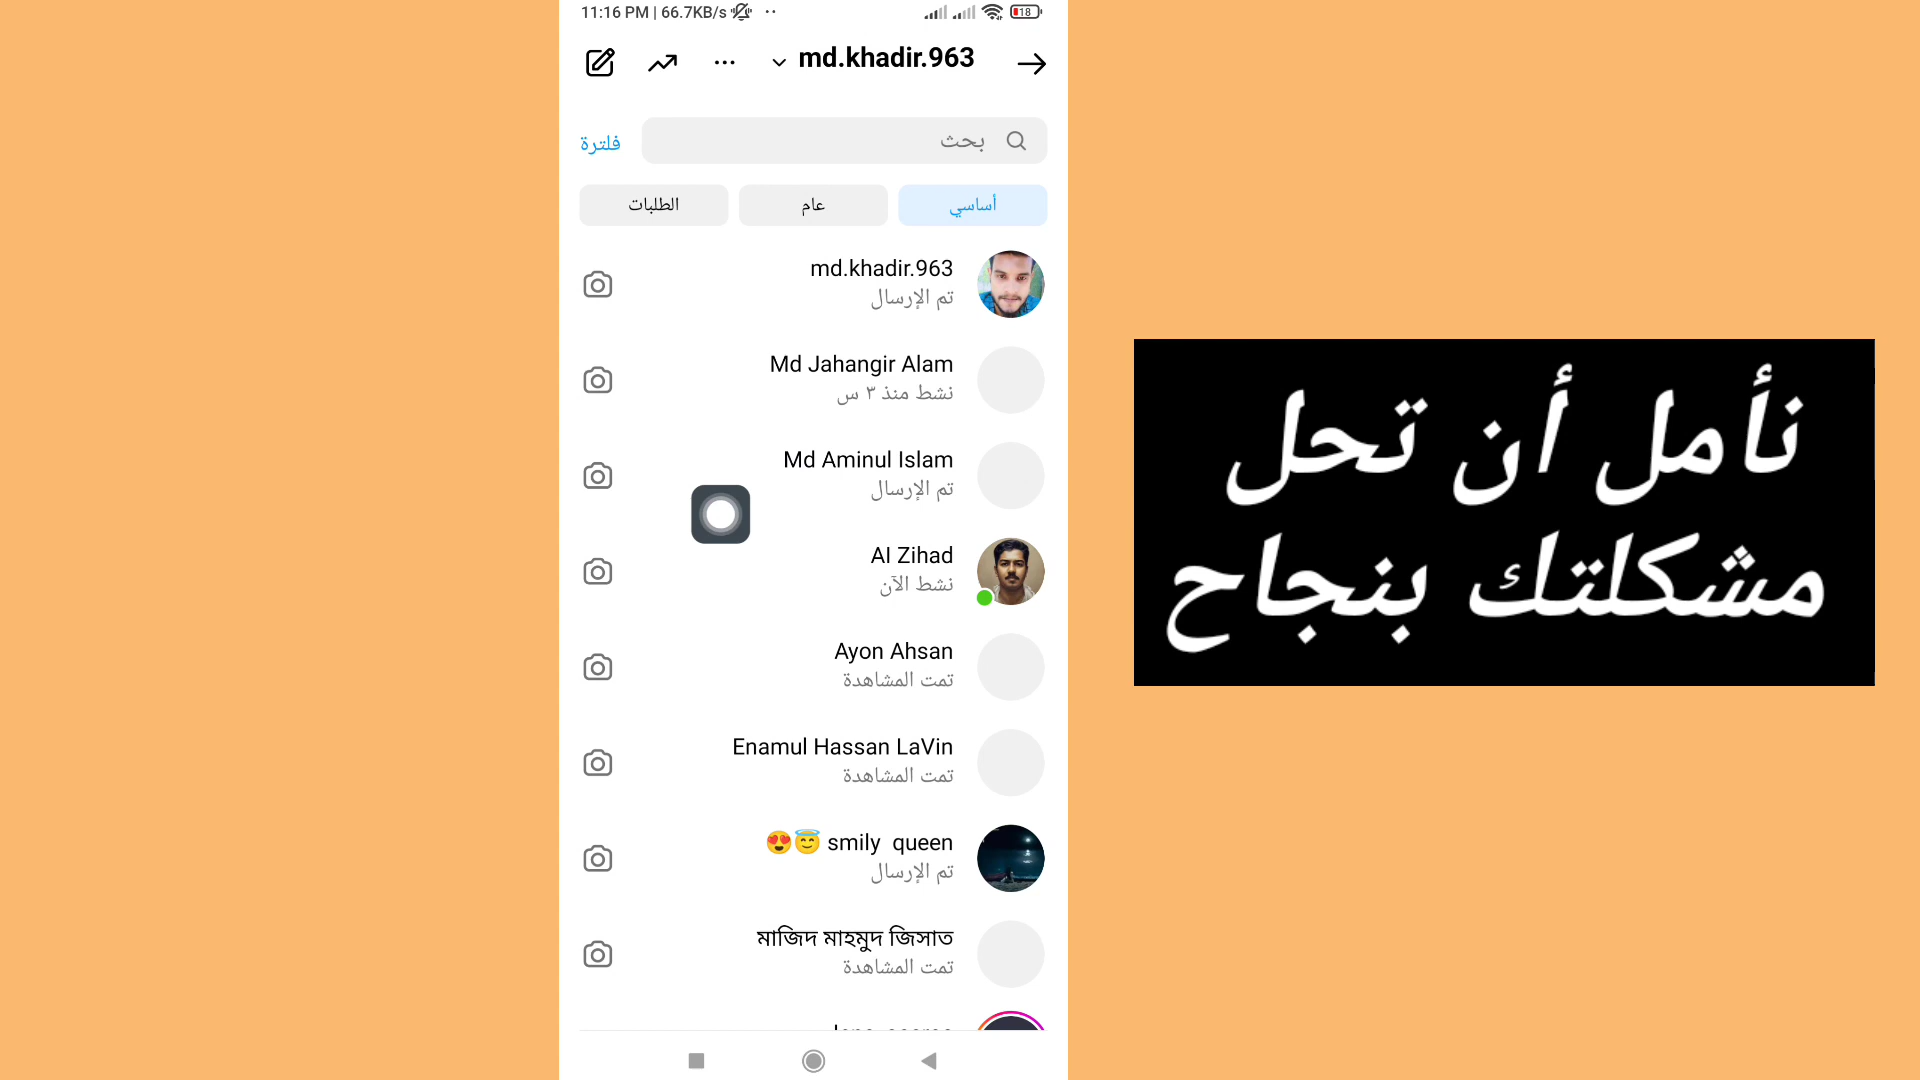 11:16 PM | 66.7KB/s
18
md.khadir.963
بحث
فلترة
أساسي
عام
الطلبات
md.khadir.963
تم الإرسال
Md Jahangir Alam
نشط منذ ٣ س
Md Aminul Islam
تم الإرسال
AI Zihad
نشط الآن
Ayon Ahsan
تمت المشاهدة
Enamul Hassan LaVin
تمت المشاهدة
😍😇 smily queen
تم الإرسال
মাজিদ মাহমুদ জিসাত
تمت المشاهدة
نأمل أن تحل
مشكلتك بنجاح